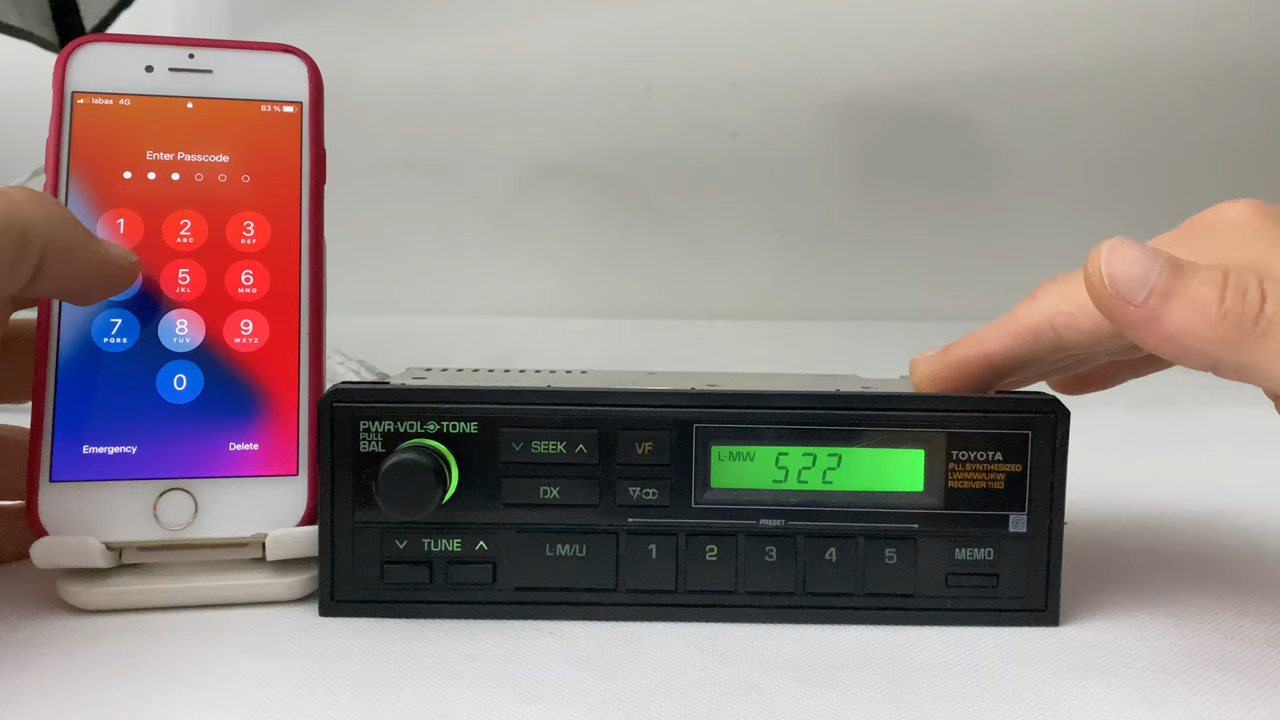 labas 4G 83 %
Enter Passcode
1 2 3
ABC DEF
5 6
JKL MNO
7 8 9
PQRS TUV WXYZ
0
Emergency Delete
PWR·VOL TONE
PULL
BAL
SEEK
VF
DX
L·MW 522
TOYOTA
PLL SYNTHESIZED
LW/MW/UKW
RECEIVER 1183
PRESET
TUNE
L·M/U
1 2 3 4 5
MEMO